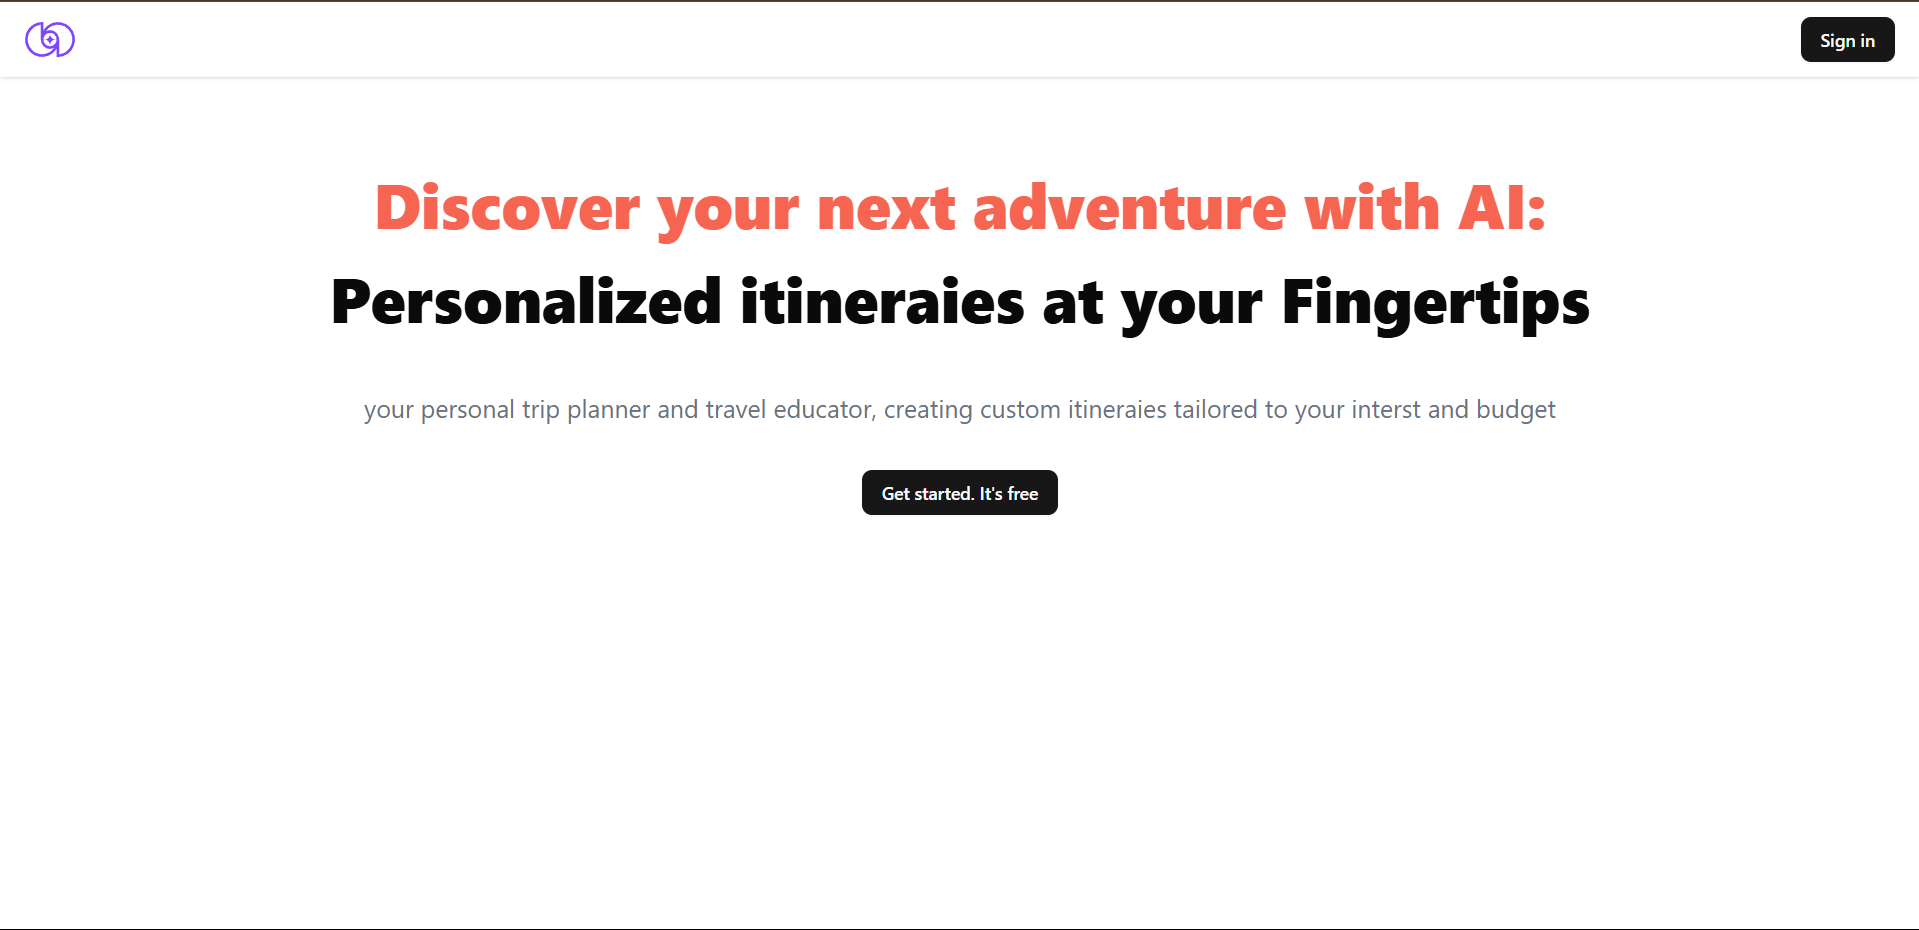 Sign in
Discover your next adventure with AI:
Personalized itineraies at your Fingertips
your personal trip planner and travel educator, creating custom itineraies tailored to your interst and budget
Get started. It's free